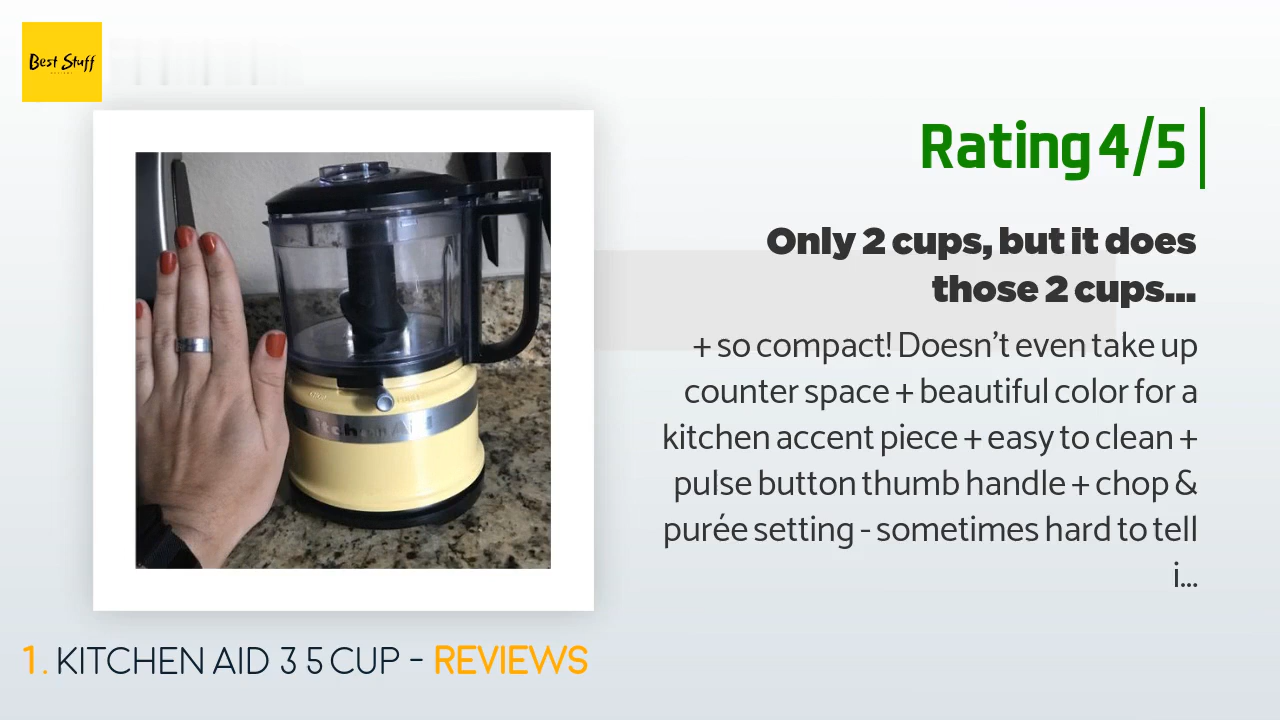 Best Stuff
Rating 4/5
Only 2 cups, but it does
those 2 cups...
+ so compact! Doesn't even take up
counter space + beautiful color for a
kitchen accent piece + easy to clean +
pulse button thumb handle + chop &
purée setting - sometimes hard to tell
i...
KitchenAid
1. KITCHEN AID 3 5 CUP - REVIEWS